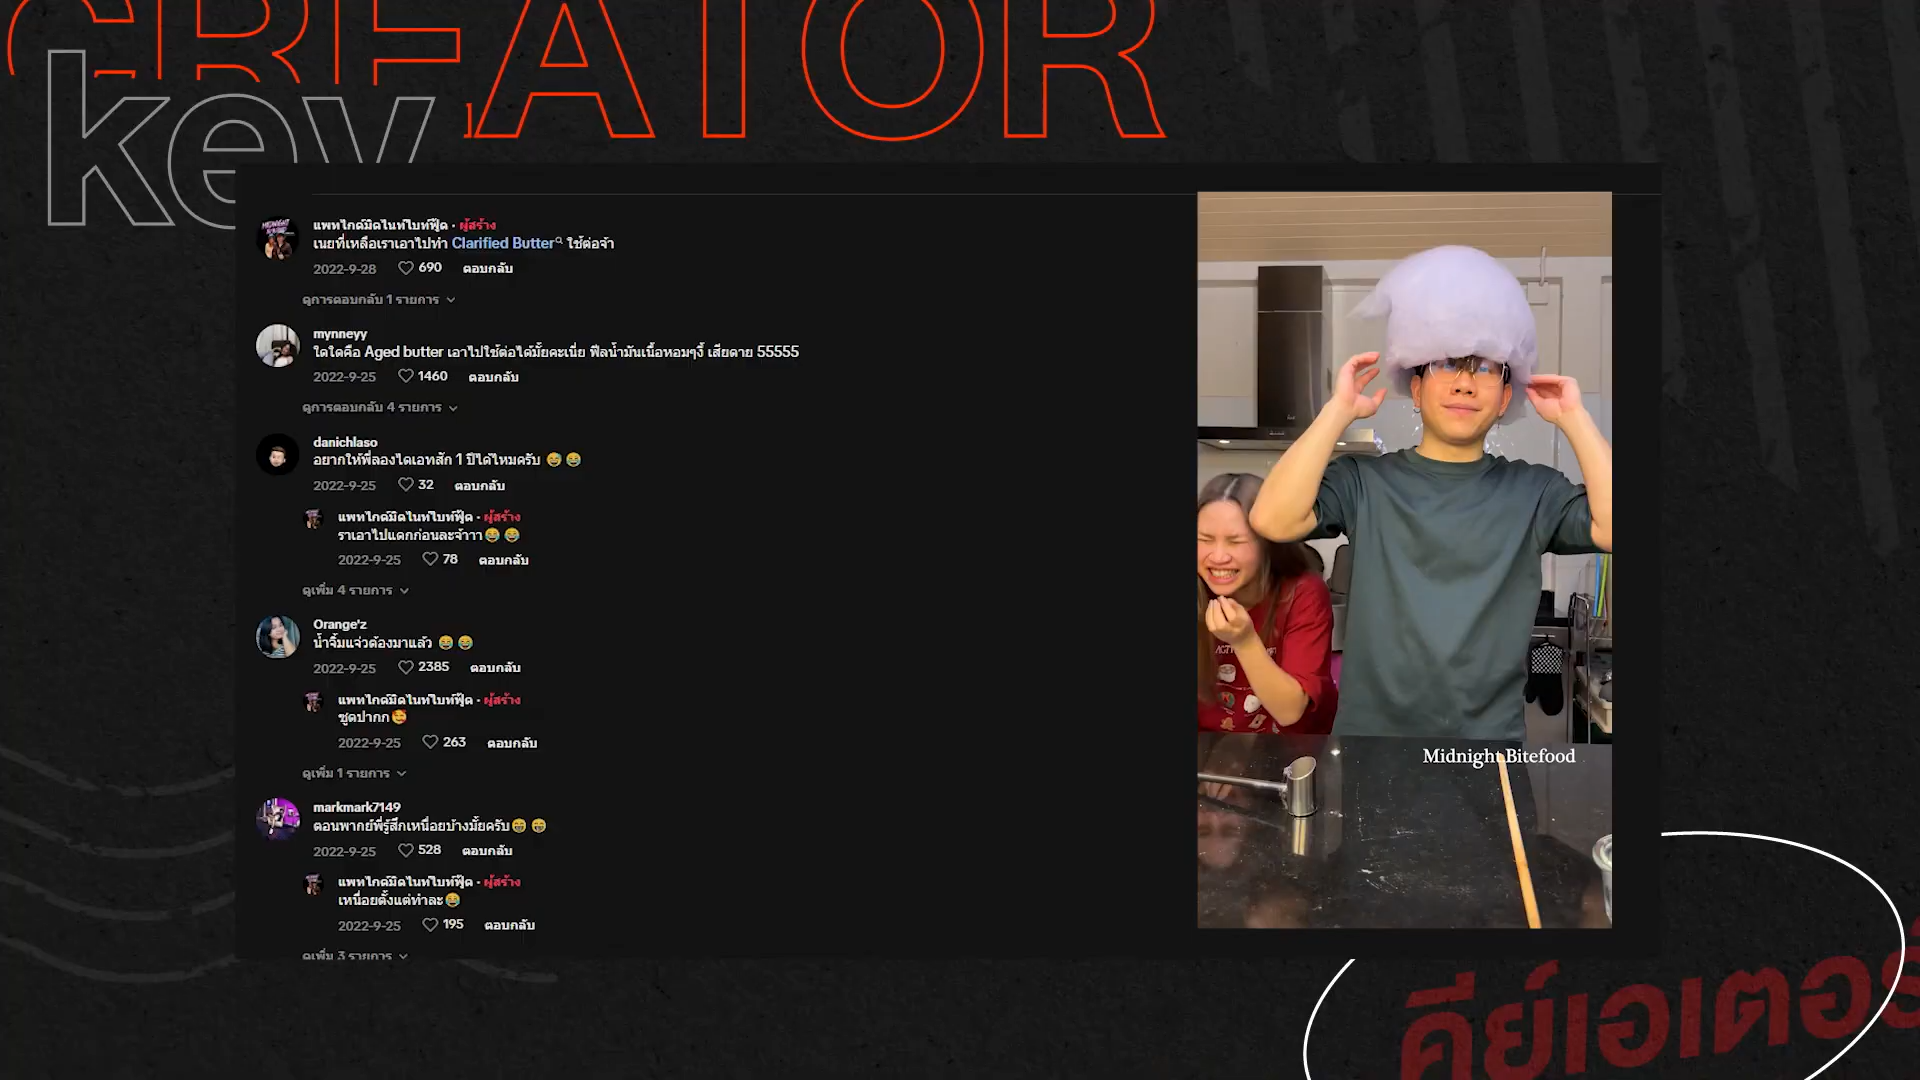 CREATOR
key
แพทไกด์มิดไนท์ไบท์ฟู้ด · ผู้สร้าง
เนยที่เหลือเราเอาไปทำ Clarified Butter ใช้ต่อจ้า
2022-9-28 690 ตอบกลับ
ดูการตอบกลับ 1 รายการ
mynneyy
ใดใดคือ Aged butter เอาไปใช้ต่อได้มั้ยคะเนี่ย ฟีลน้ำมันเนื้อหอมๆงี้ เสียดาย 55555
2022-9-25 1460 ตอบกลับ
ดูการตอบกลับ 4 รายการ
danichlaso
อยากให้พี่ลองไดเอทสัก 1 ปีได้ไหมครับ 😂 😂
2022-9-25 32 ตอบกลับ
แพทไกด์มิดไนท์ไบท์ฟู้ด · ผู้สร้าง
ราเอาไปแดกก่อนละจ้าาา😂 😂
2022-9-25 78 ตอบกลับ
ดูเพิ่ม 4 รายการ
Orange'z
น้ำจิ้มแจ่วต้องมาแล้ว 😂 😂
2022-9-25 2385 ตอบกลับ
แพทไกด์มิดไนท์ไบท์ฟู้ด · ผู้สร้าง
ซูดปากก🥰
2022-9-25 263 ตอบกลับ
ดูเพิ่ม 1 รายการ
markmark7149
ตอนพากย์พี่รู้สึกเหนื่อยบ้างมั้ยครับ😁 😁
2022-9-25 528 ตอบกลับ
แพทไกด์มิดไนท์ไบท์ฟู้ด · ผู้สร้าง
เหนื่อยตั้งแต่ทำละ😂
2022-9-25 195 ตอบกลับ
ดูเพิ่ม 3 รายการ
Midnight Bitefood
คีย์เอเตอร์